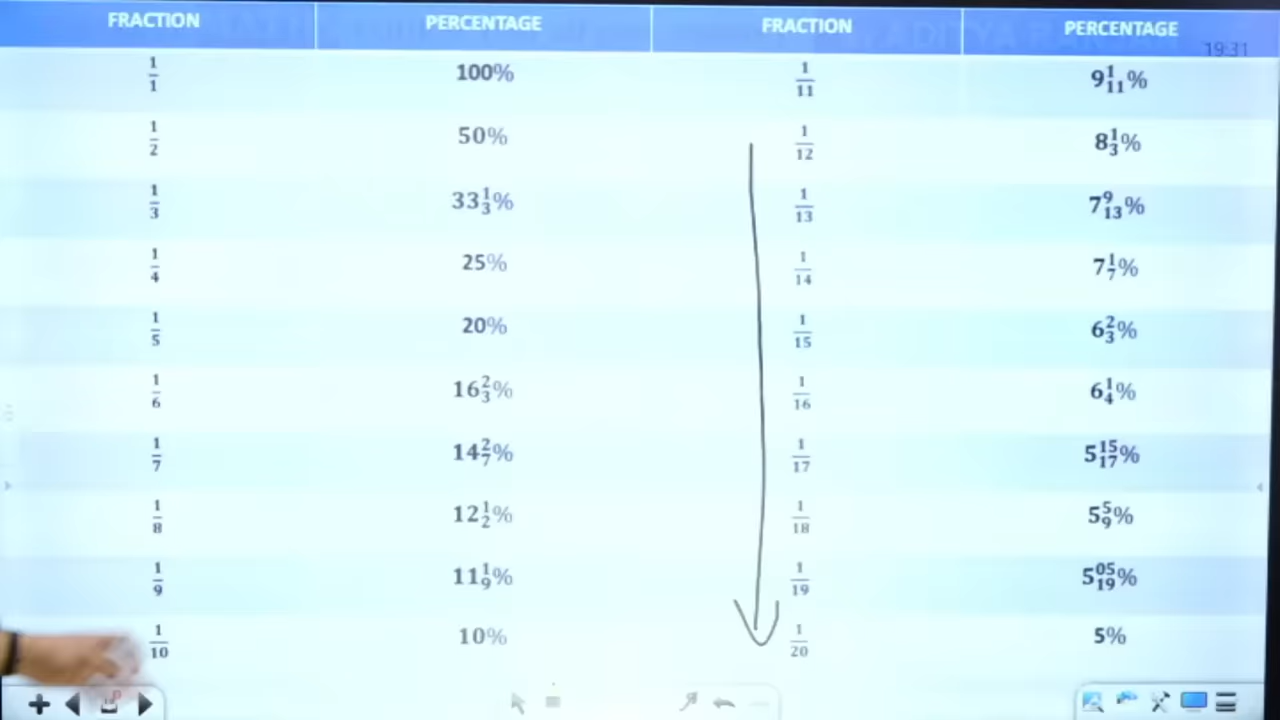 FRACTION PERCENTAGE FRACTION PERCENTAGE
19:31
1/1 100% 1/11 9 1/11%
1/2 50% 1/12 8 1/3%
1/3 33 1/3% 1/13 7 9/13%
1/4 25% 1/14 7 1/7%
1/5 20% 1/15 6 2/3%
1/6 16 2/3% 1/16 6 1/4%
1/7 14 2/7% 1/17 5 15/17%
1/8 12 1/2% 1/18 5 5/9%
1/9 11 1/9% 1/19 5 05/19%
1/10 10% 1/20 5%